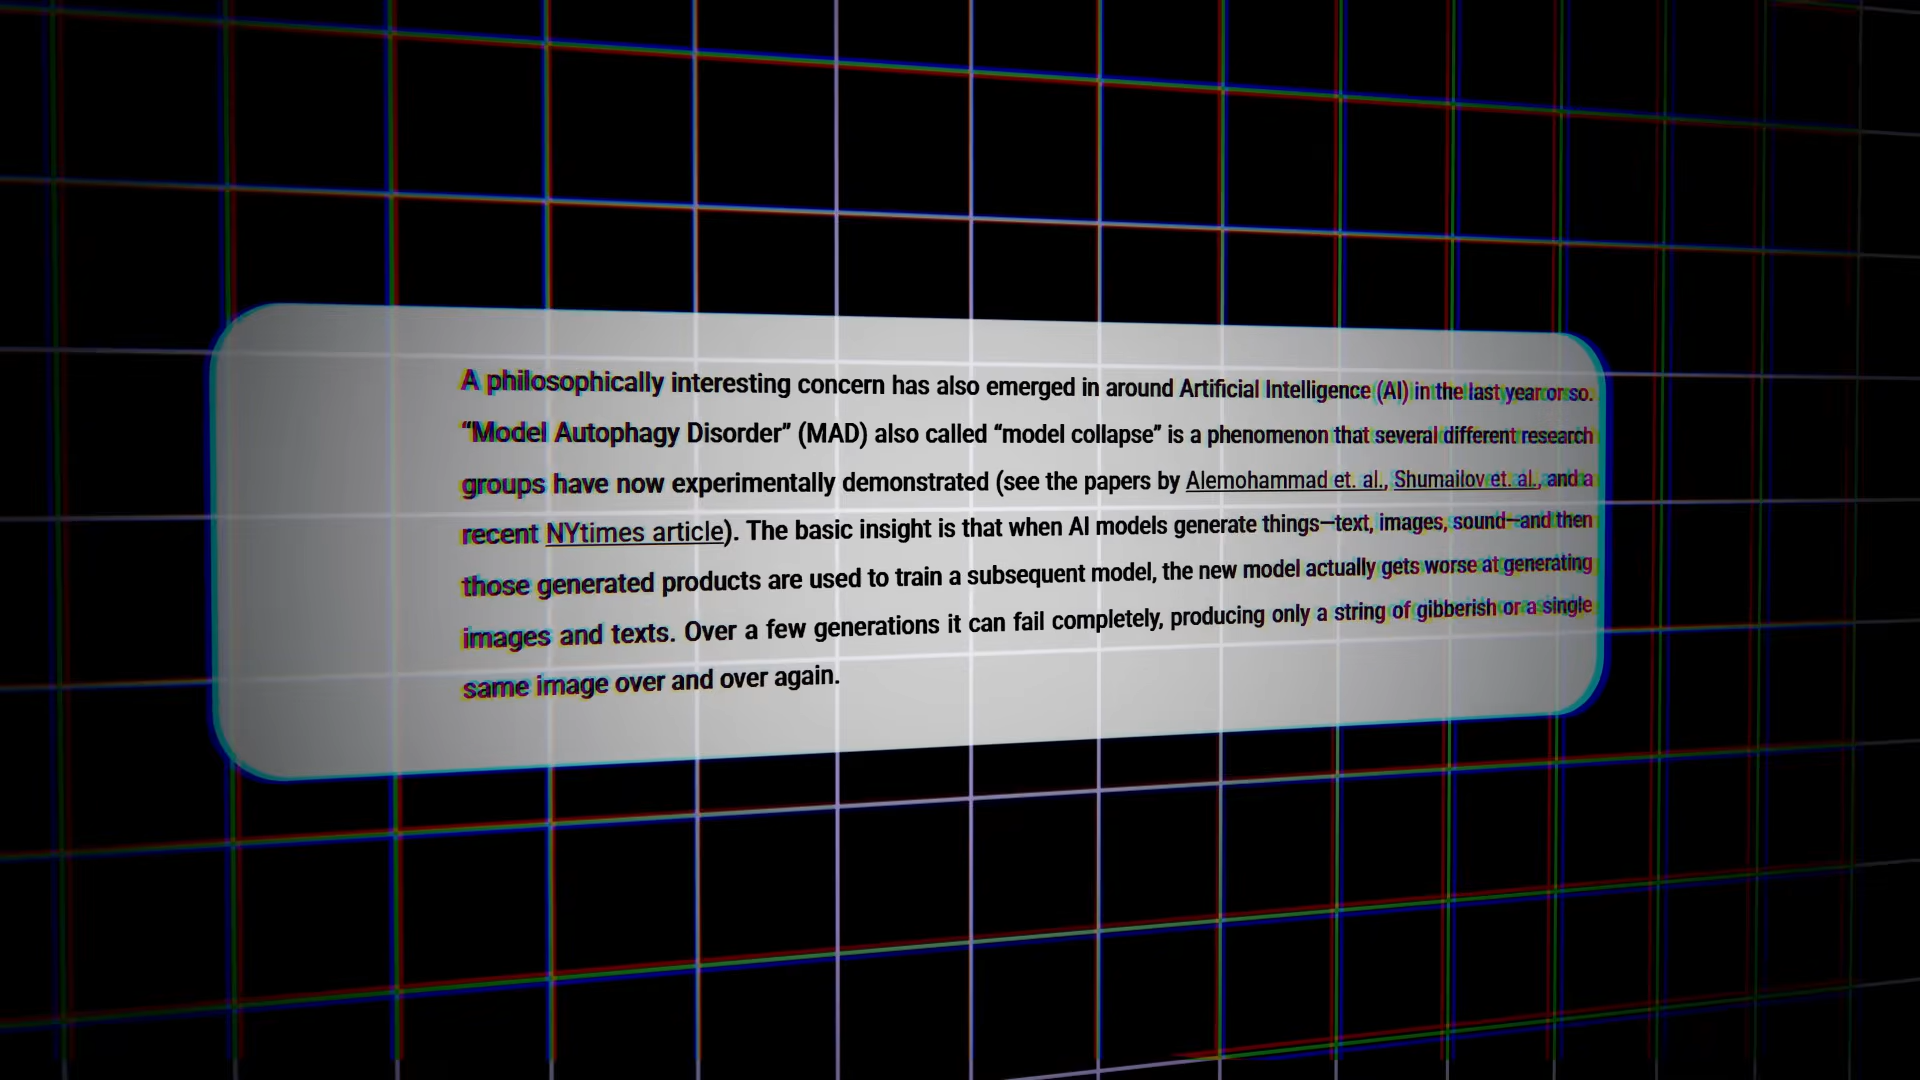 A philosophically interesting concern has also emerged in around Artificial Intelligence (AI) in the last year or so.
“Model Autophagy Disorder” (MAD) also called “model collapse” is a phenomenon that several different research
groups have now experimentally demonstrated (see the papers by Alemohammad et. al., Shumailov et. al., and a
recent NYtimes article). The basic insight is that when AI models generate things—text, images, sound—and then
those generated products are used to train a subsequent model, the new model actually gets worse at generating
images and texts. Over a few generations it can fail completely, producing only a string of gibberish or a single
same image over and over again.